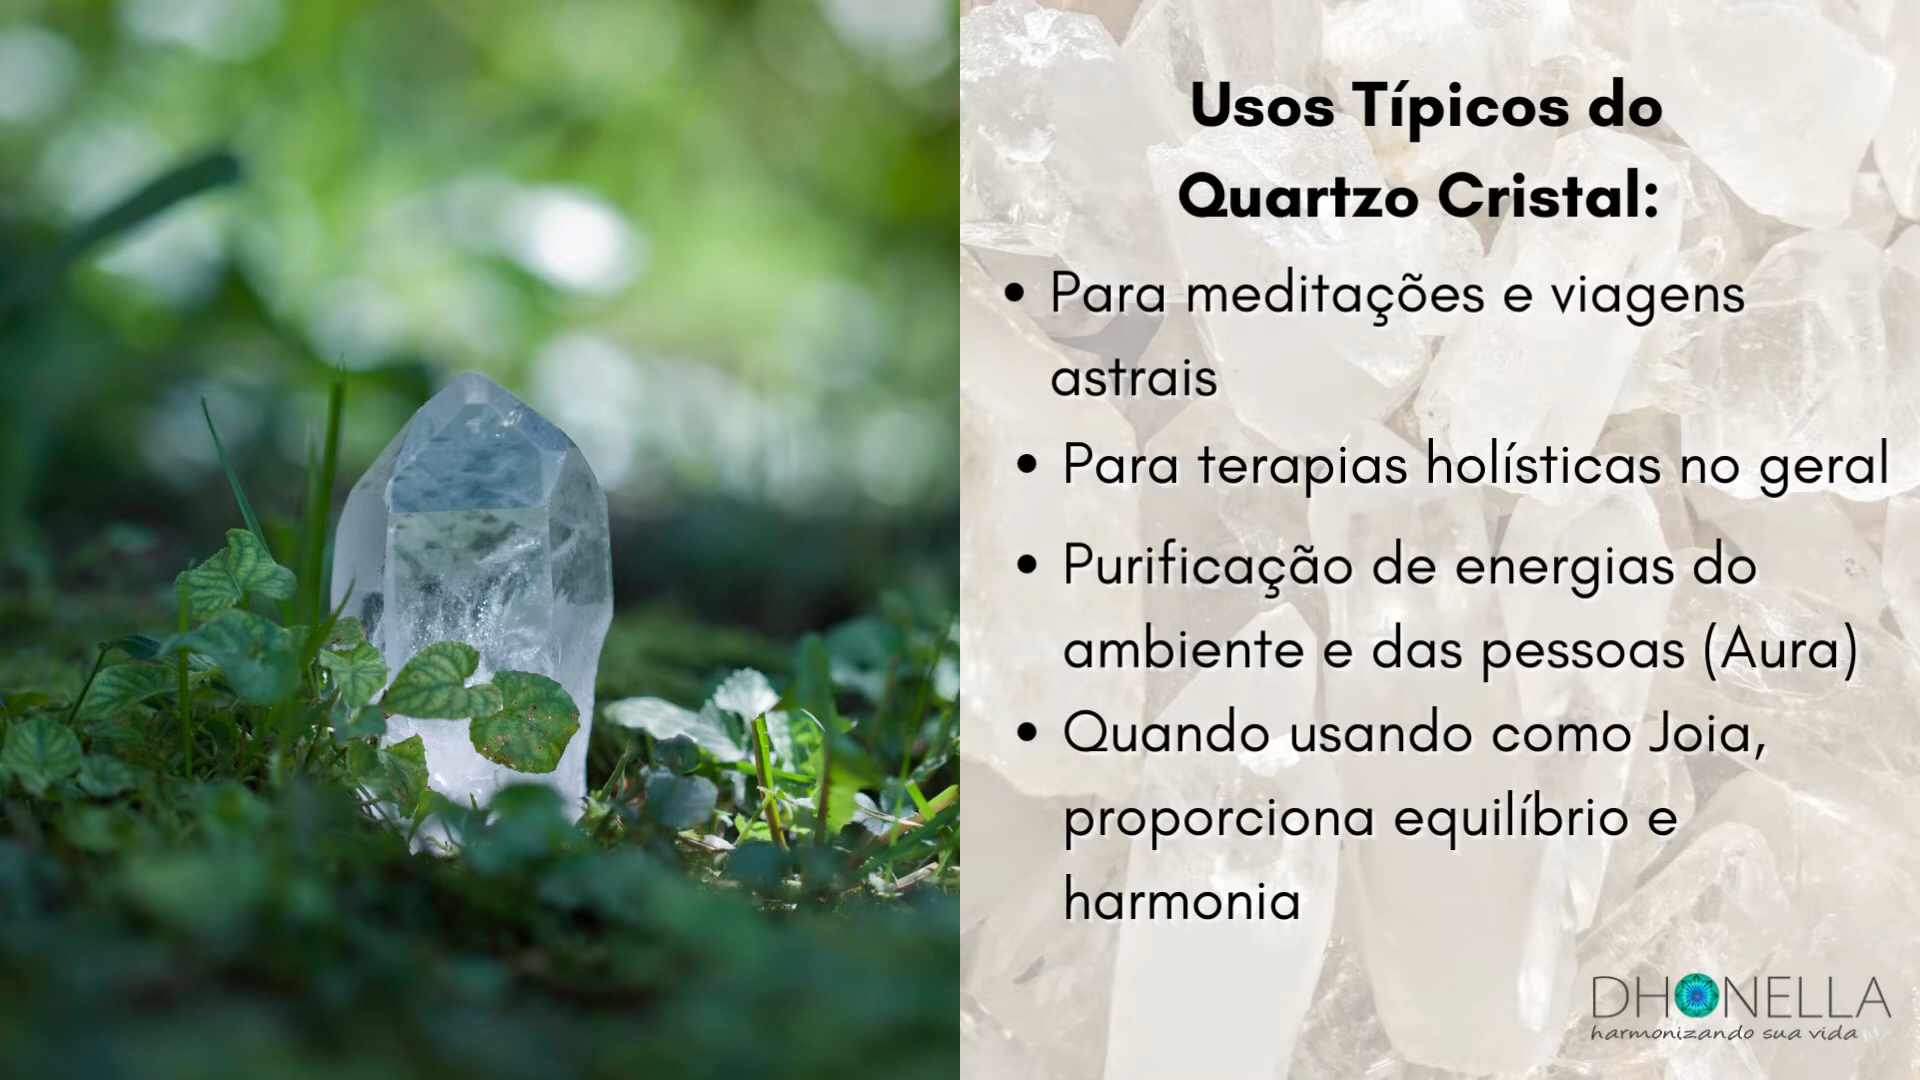 Usos Típicos do
Quartzo Cristal:
• Para meditações e viagens
astrais
• Para terapias holísticas no geral
• Purificação de energias do
ambiente e das pessoas (Aura)
• Quando usando como Joia,
proporciona equilíbrio e
harmonia
DHONELLA
harmonizando sua vida